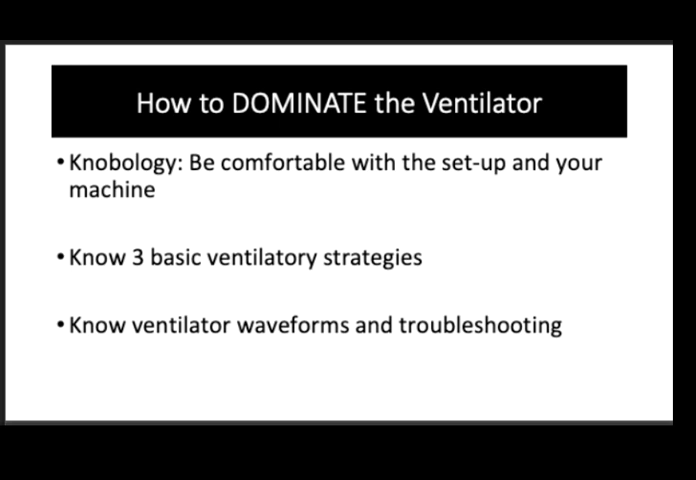 How to DOMINATE the Ventilator
• Knobology: Be comfortable with the set-up and your
machine
• Know 3 basic ventilatory strategies
• Know ventilator waveforms and troubleshooting